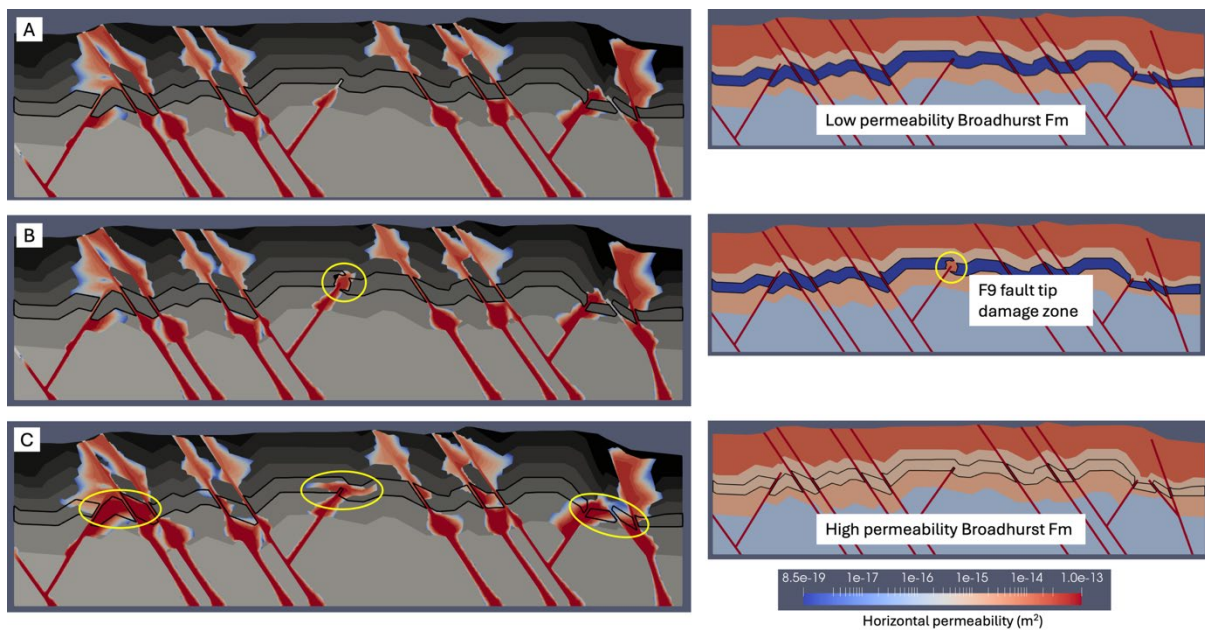 A
Low permeability Broadhurst Fm
B
F9 fault tip
damage zone
C
High permeability Broadhurst Fm
8.5e-19 1e-17 1e-16 1e-15 1e-14 1.0e-13
Horizontal permeability (m²)